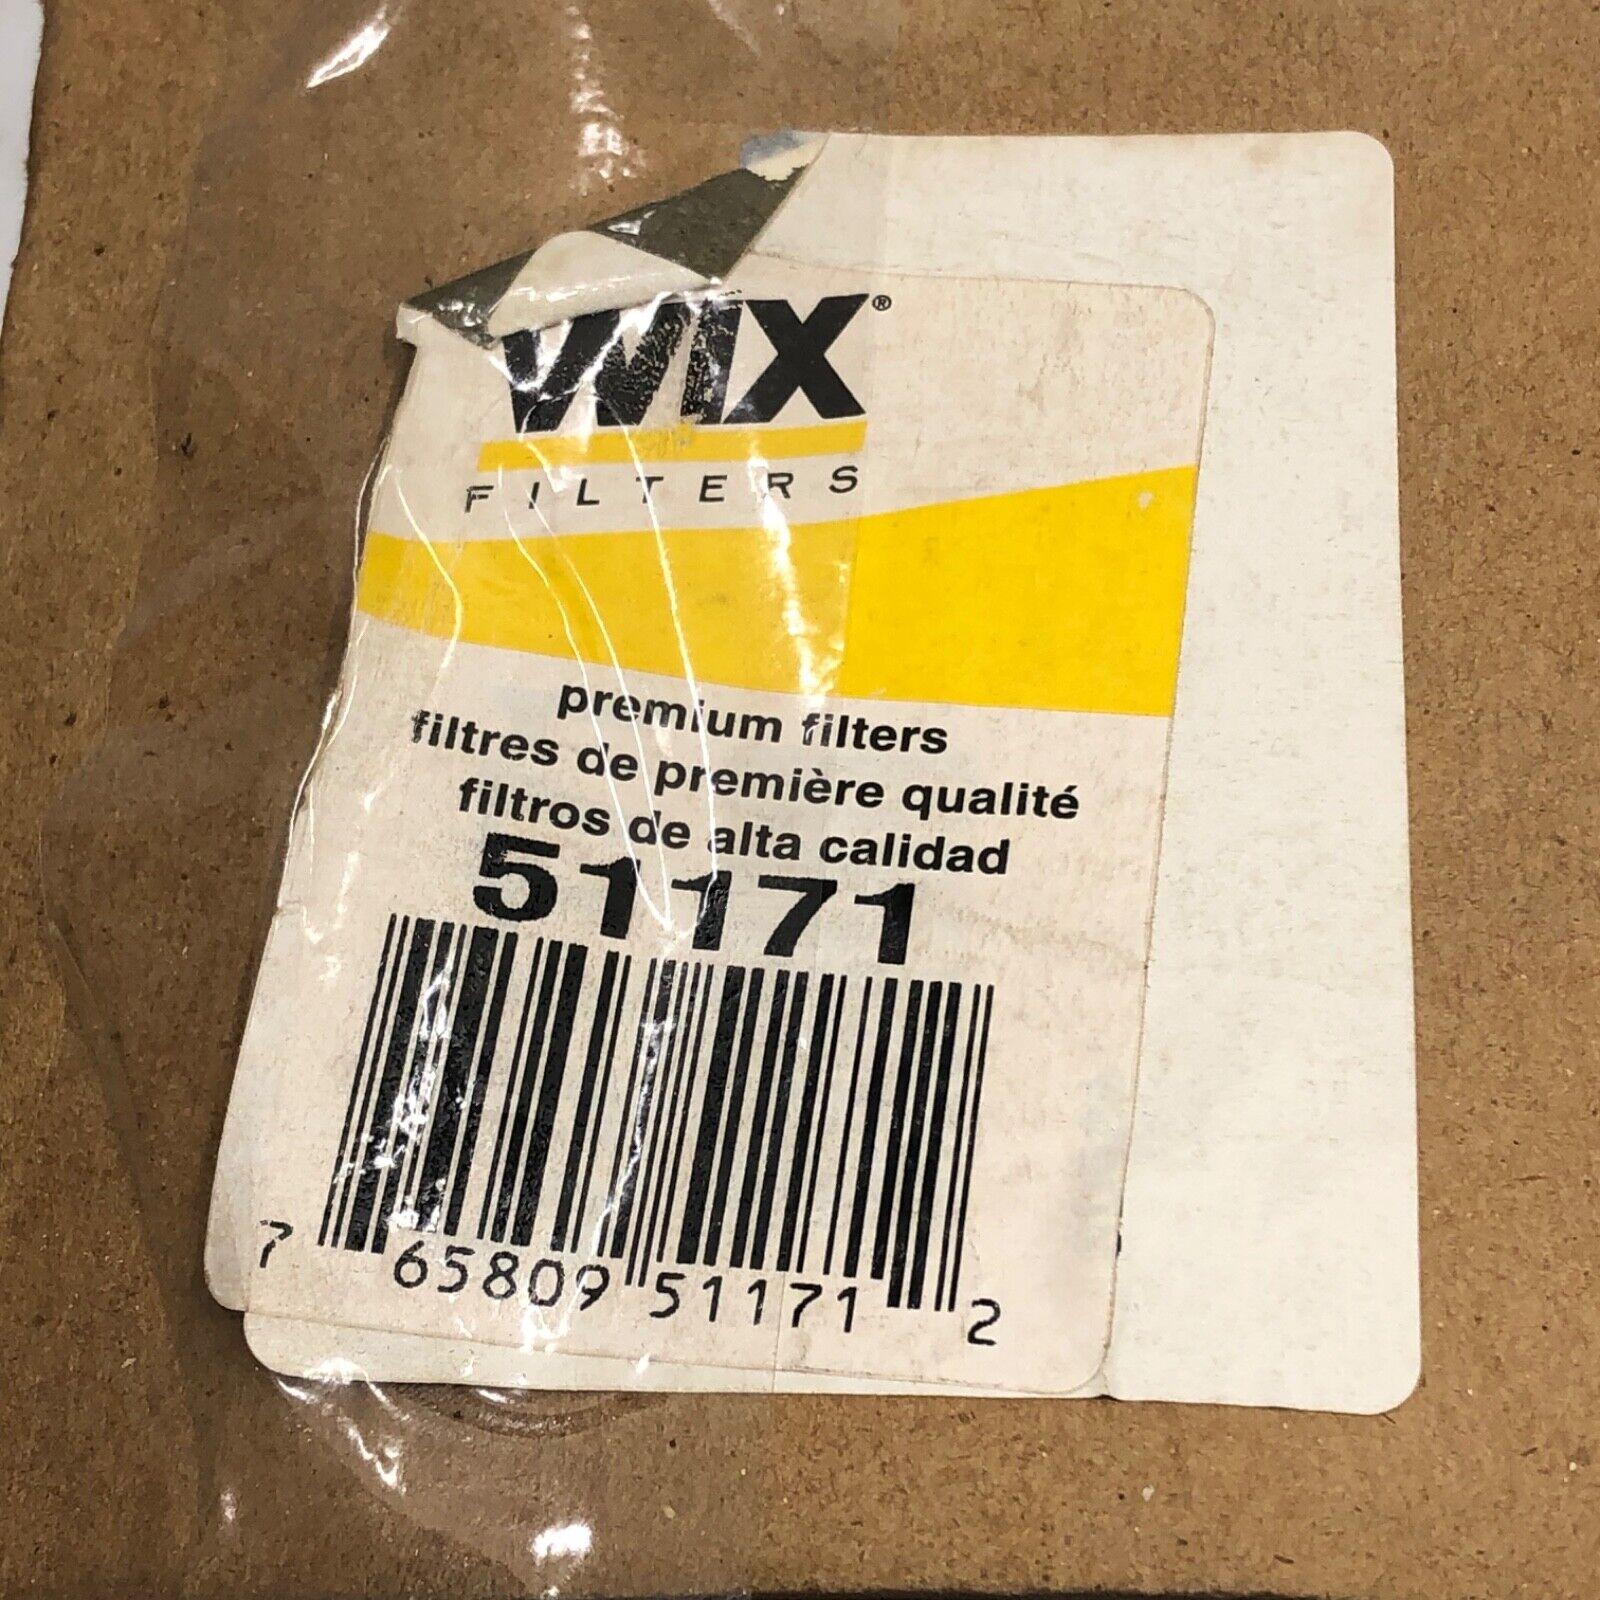 WIX®
FILTERS
premium filters
filtres de première qualité
filtros de alta calidad
51171
7 65809 51171 2